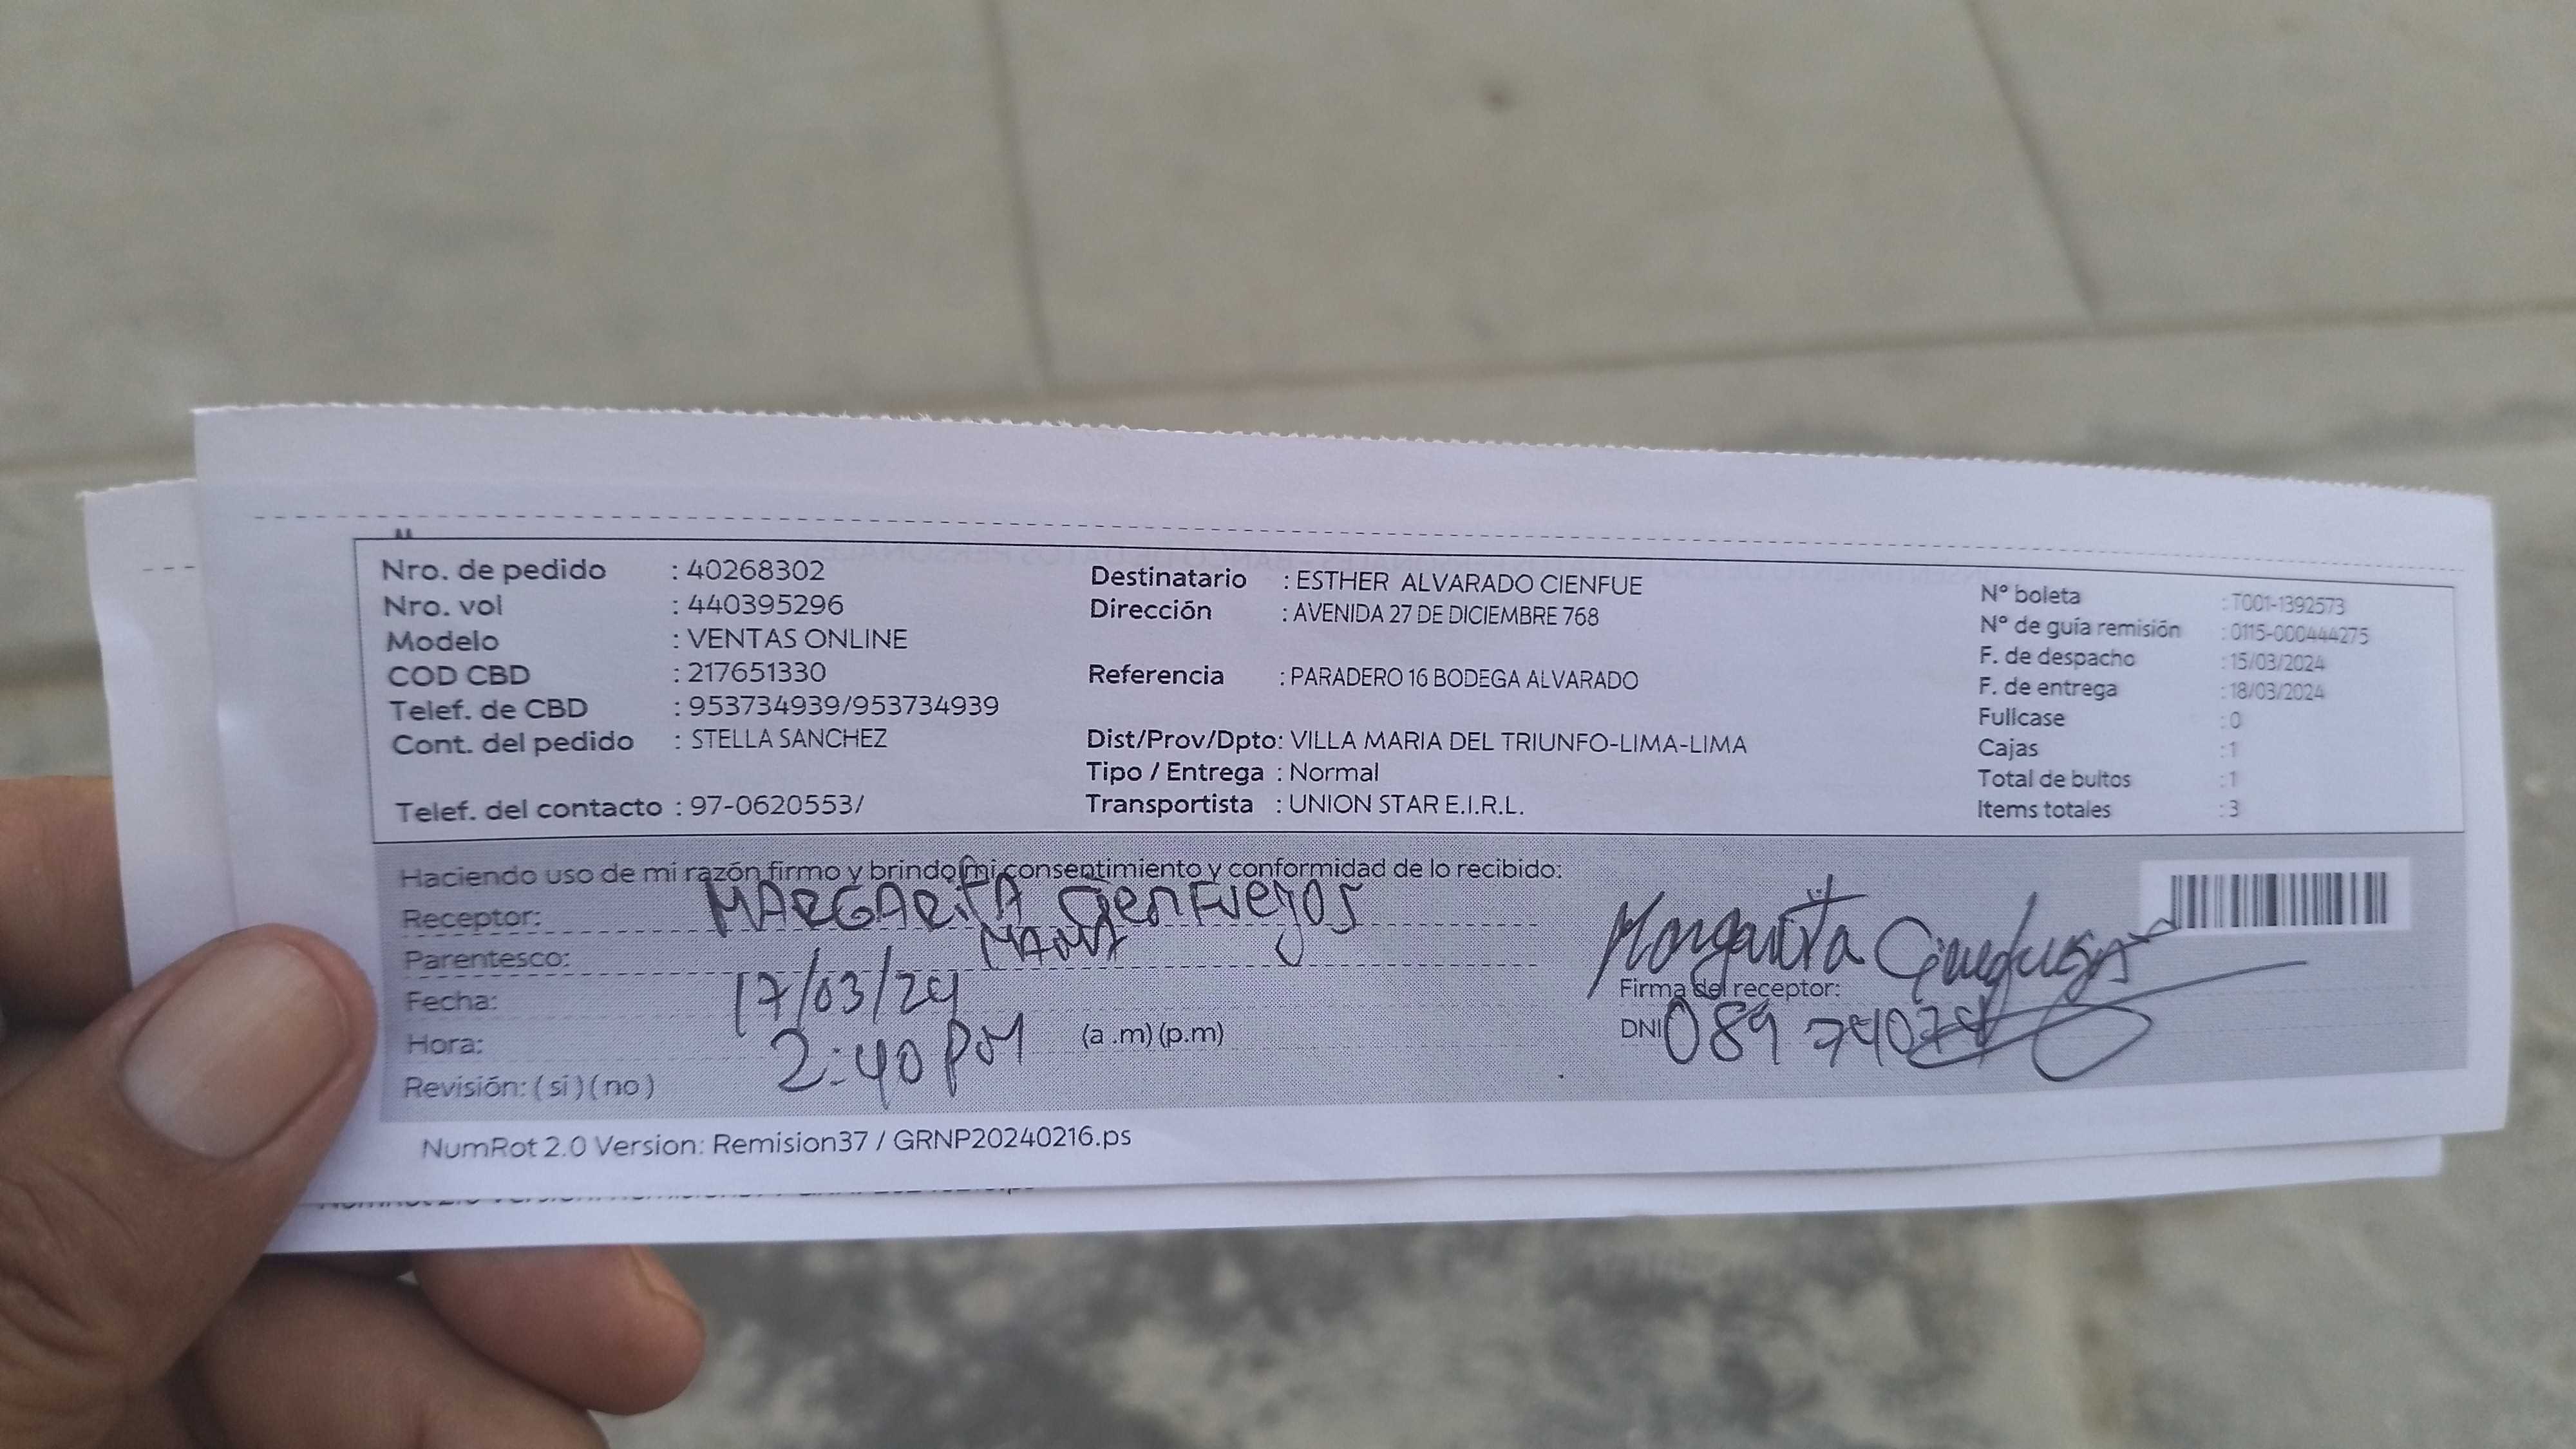 Nro. de pedido : 40268302
Nro. vol : 440395296
Modelo : VENTAS ONLINE
COD CBD : 217651330
Telef. de CBD : 953734939/953734939
Cont. del pedido : STELLA SANCHEZ
Telef. del contacto : 97-0620553/
Destinatario : ESTHER ALVARADO CIENFUE
Dirección : AVENIDA 27 DE DICIEMBRE 768
Referencia : PARADERO 16 BODEGA ALVARADO
Dist/Prov/Dpto: VILLA MARIA DEL TRIUNFO-LIMA-LIMA
Tipo / Entrega : Normal
Transportista : UNION STAR E.I.R.L.
N° boleta : T001-1392573
N° de guía remisión : 0115-000444275
F. de despacho : 15/03/2024
F. de entrega : 18/03/2024
Fullcase : 0
Cajas : 1
Total de bultos : 1
Items totales : 3
Haciendo uso de mi razón firmo y brindo mi consentimiento y conformidad de lo recibido:
Receptor: MARGARITA CienFuegos
Parentesco: MAMA
Fecha: 17/03/24
Hora: 2:40 PM (a .m) (p.m)
Revisión: ( si ) ( no )
Margarita
Firma del receptor:
DNI
NumRot 2.0 Version: Remision37 / GRNP20240216.ps